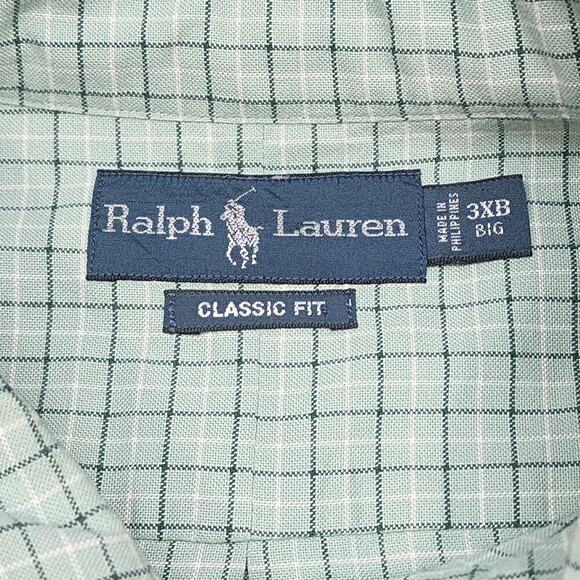 Ralph Lauren
MADE IN
PHILIPPINES
3XB
BIG
CLASSIC FIT